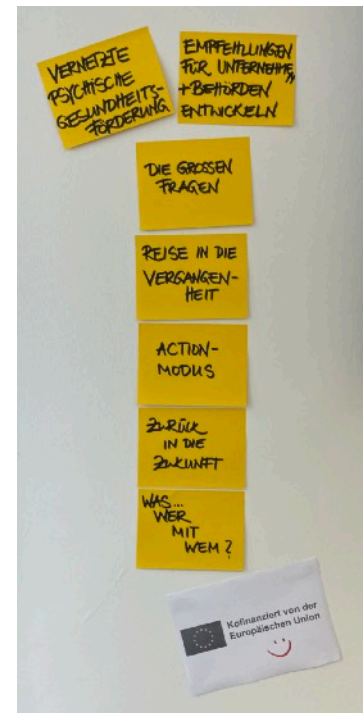 VERNETZTE
PSYCHISCHE
GESUNDHEITS-
FÖRDERUNG
EMPFEHLUNGEN
FÜR UNTERNEHMEN
+ BEHÖRDEN
ENTWICKELN
DIE GROSSEN
FRAGEN
REISE IN DIE
VERGANGEN-
HEIT
ACTION-
MODUS
ZURÜCK
IN DIE
ZUKUNFT
WAS...
WER
MIT
WEM?
Kofinanziert von der
Europäischen Union